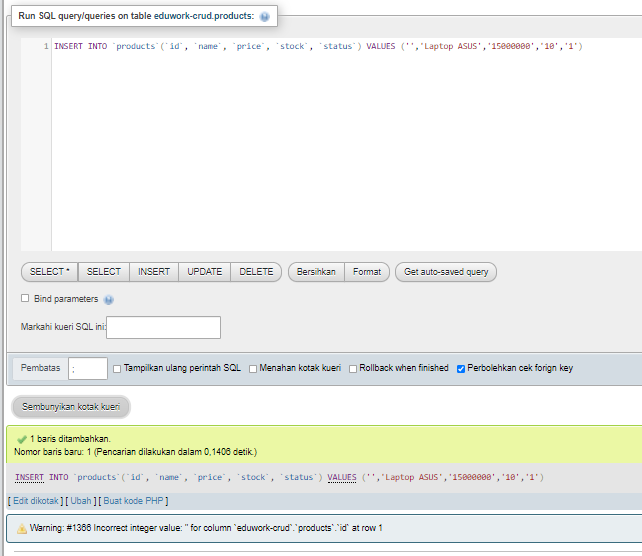 Run SQL query/queries on table eduwork-crud.products:
1 INSERT INTO `products`(`id`, `name`, `price`, `stock`, `status`) VALUES ('','Laptop ASUS','15000000','10','1')
SELECT * SELECT INSERT UPDATE DELETE Bersihkan Format Get auto-saved query
Bind parameters
Markahi kueri SQL ini:
Pembatas ; Tampilkan ulang perintah SQL Menahan kotak kueri Rollback when finished Perbolehkan cek forign key
Sembunyikan kotak kueri
1 baris ditambahkan.
Nomor baris baru: 1 (Pencarian dilakukan dalam 0,1406 detik.)
INSERT INTO `products`(`id`, `name`, `price`, `stock`, `status`) VALUES ('','Laptop ASUS','15000000','10','1')
[ Edit dikotak ] [ Ubah ] [ Buat kode PHP ]
Warning: #1366 Incorrect integer value: '' for column `eduwork-crud`.`products`.`id` at row 1